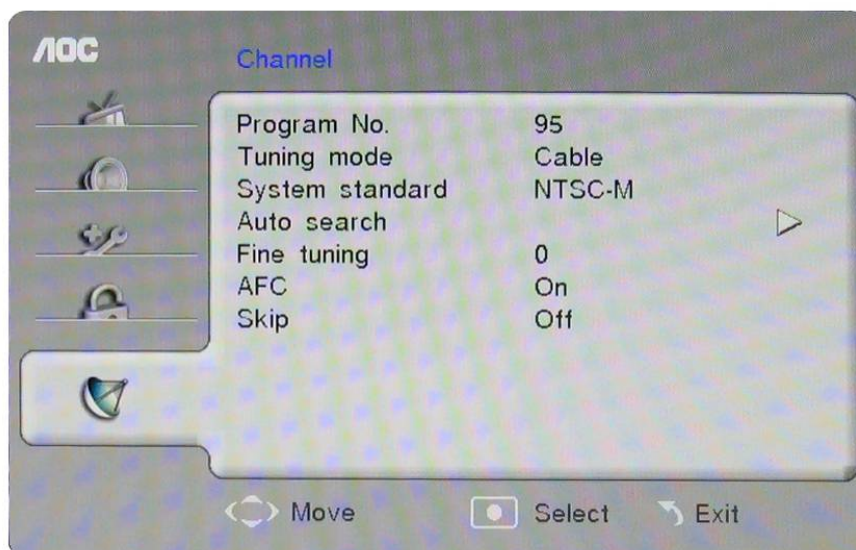 AOC
Channel
Program No. 95
Tuning mode Cable
System standard NTSC-M
Auto search
Fine tuning 0
AFC On
Skip Off
Move Select Exit